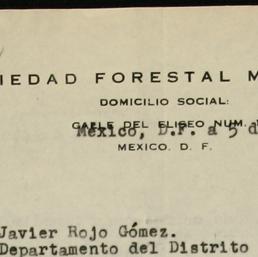 IEDAD FORESTAL M
DOMICILIO SOCIAL:
CALLE DEL ELISEO NUM.
México, D.F. a 5 d
MEXICO. D. F.
Javier Rojo Gómez.
Departamento del Distrito